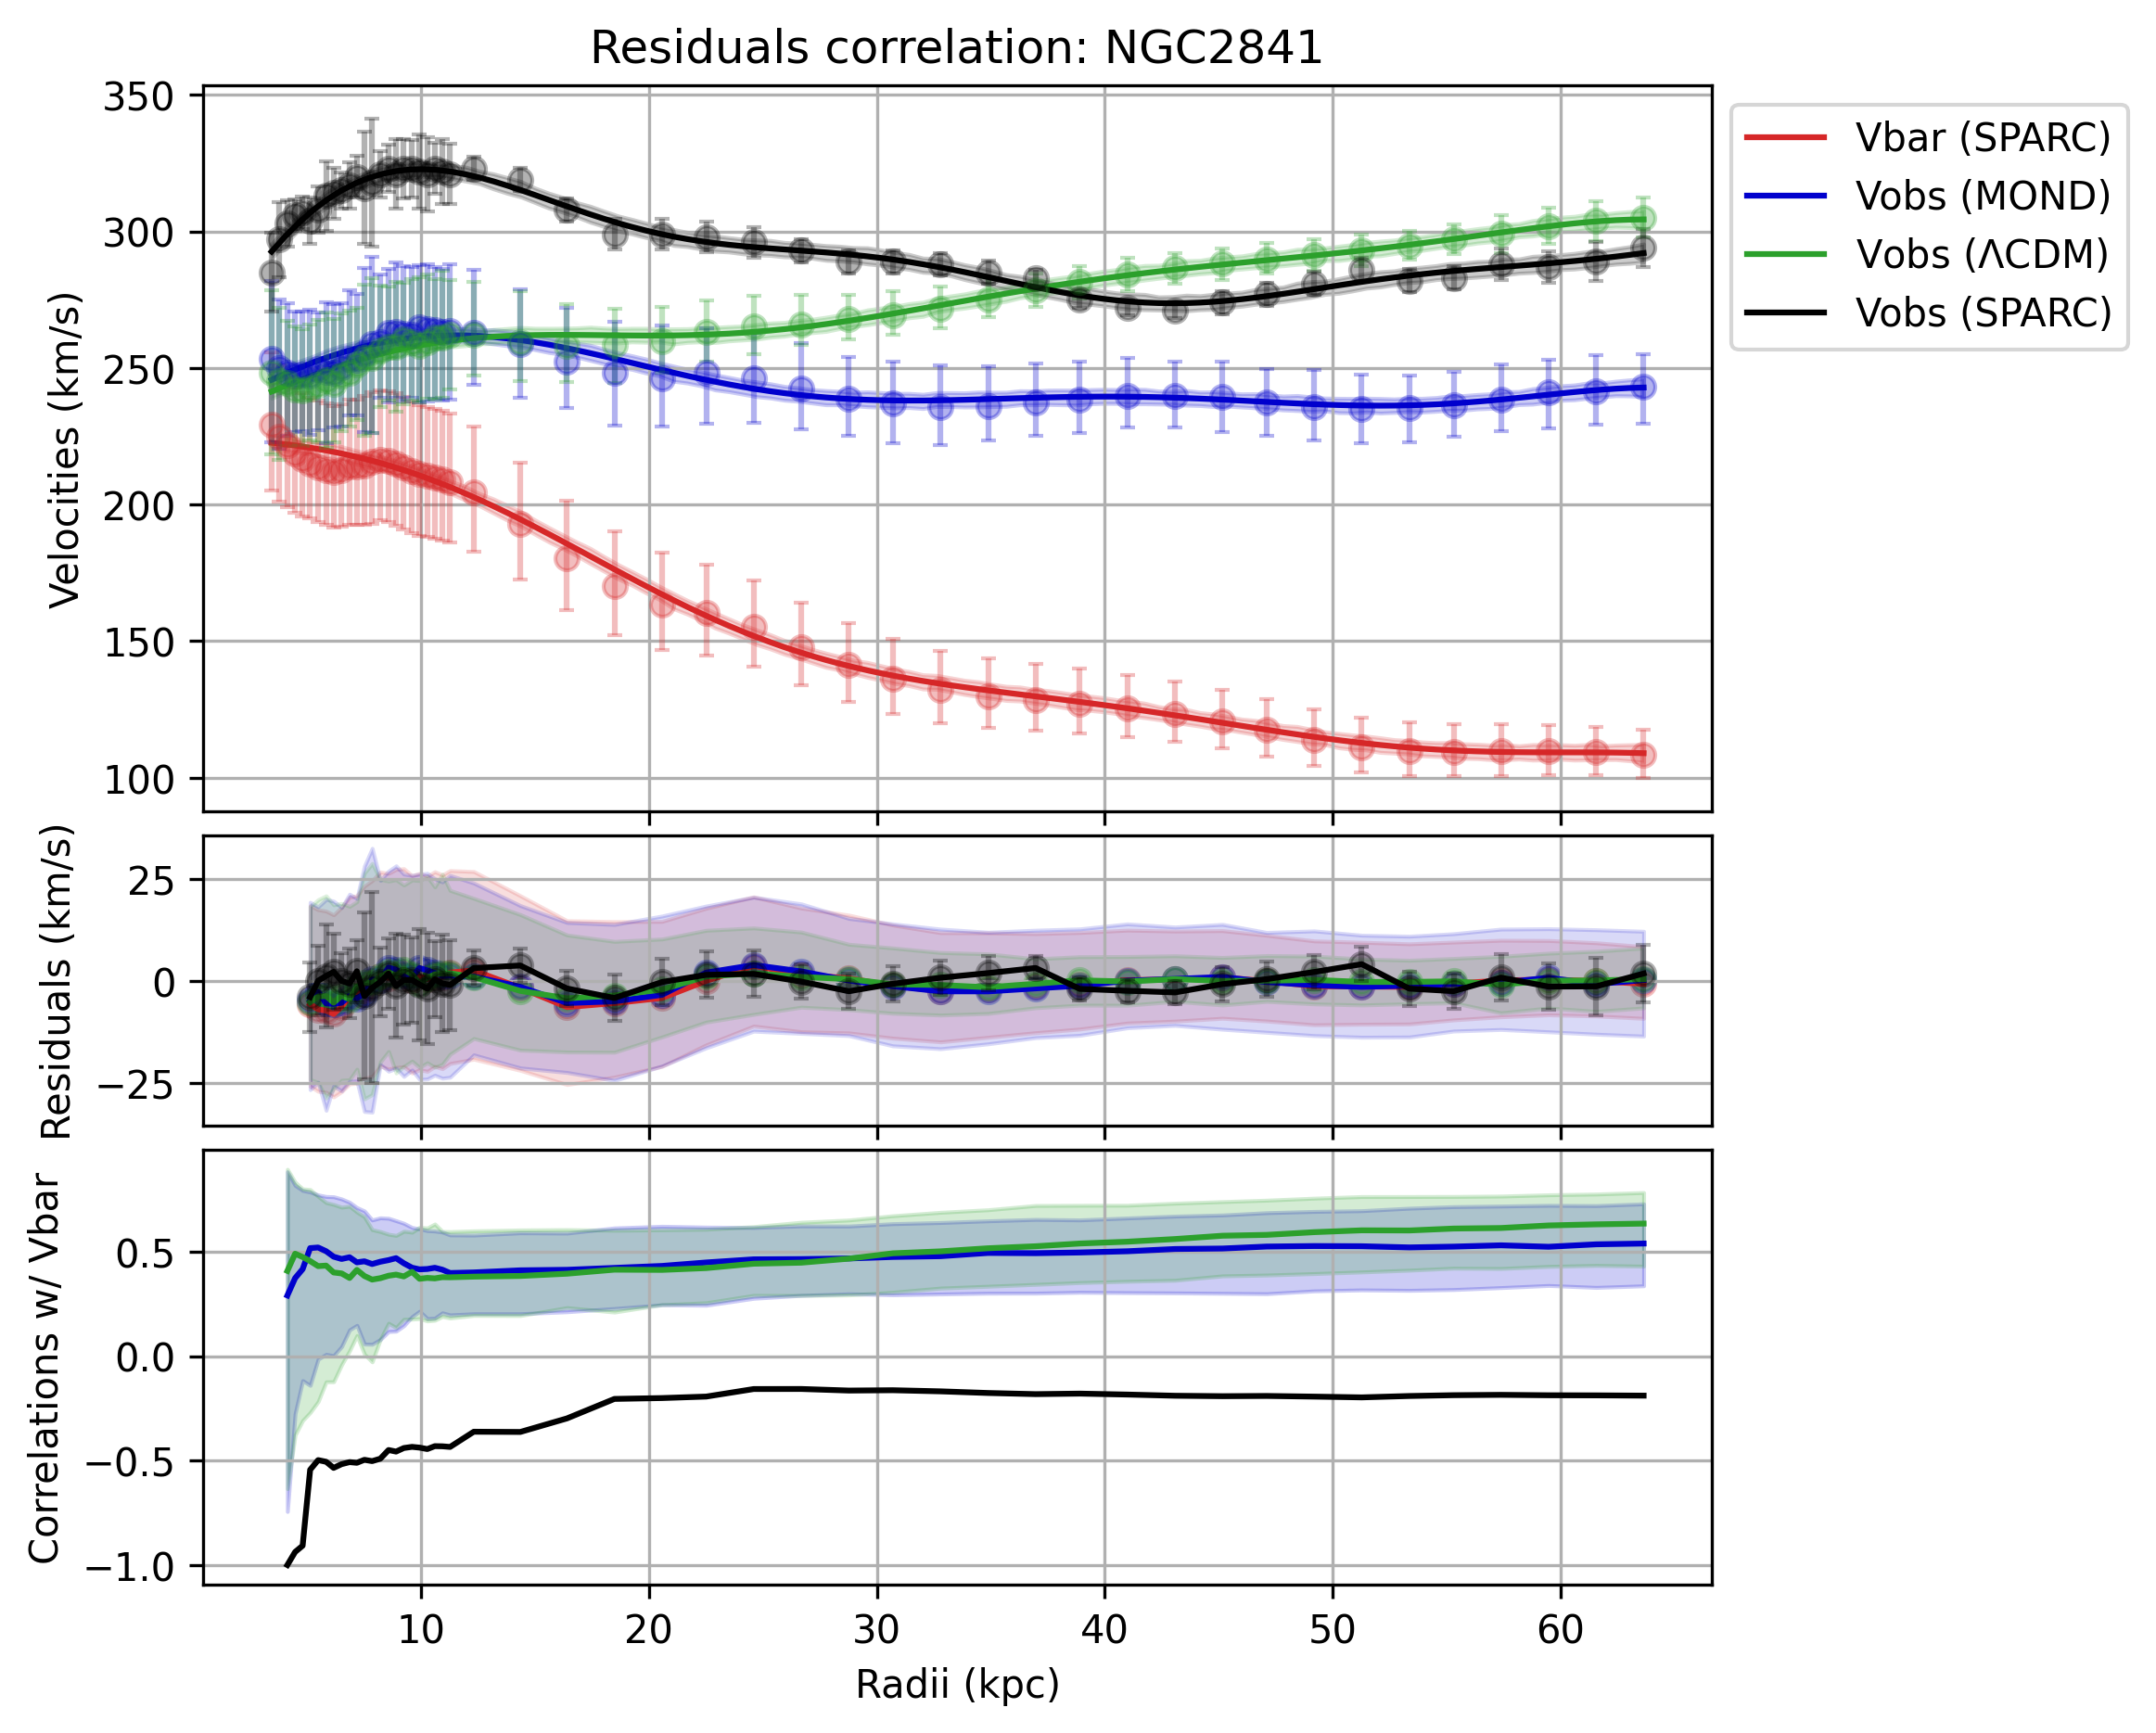 Residuals correlation: NGC2841
350
300
250
200
150
100
Velocities (km/s)
Vbar (SPARC)
Vobs (MOND)
Vobs (ΛCDM)
Vobs (SPARC)
25
0
−25
Residuals (km/s)
0.5
0.0
−0.5
−1.0
Correlations w/ Vbar
10 20 30 40 50 60
Radii (kpc)